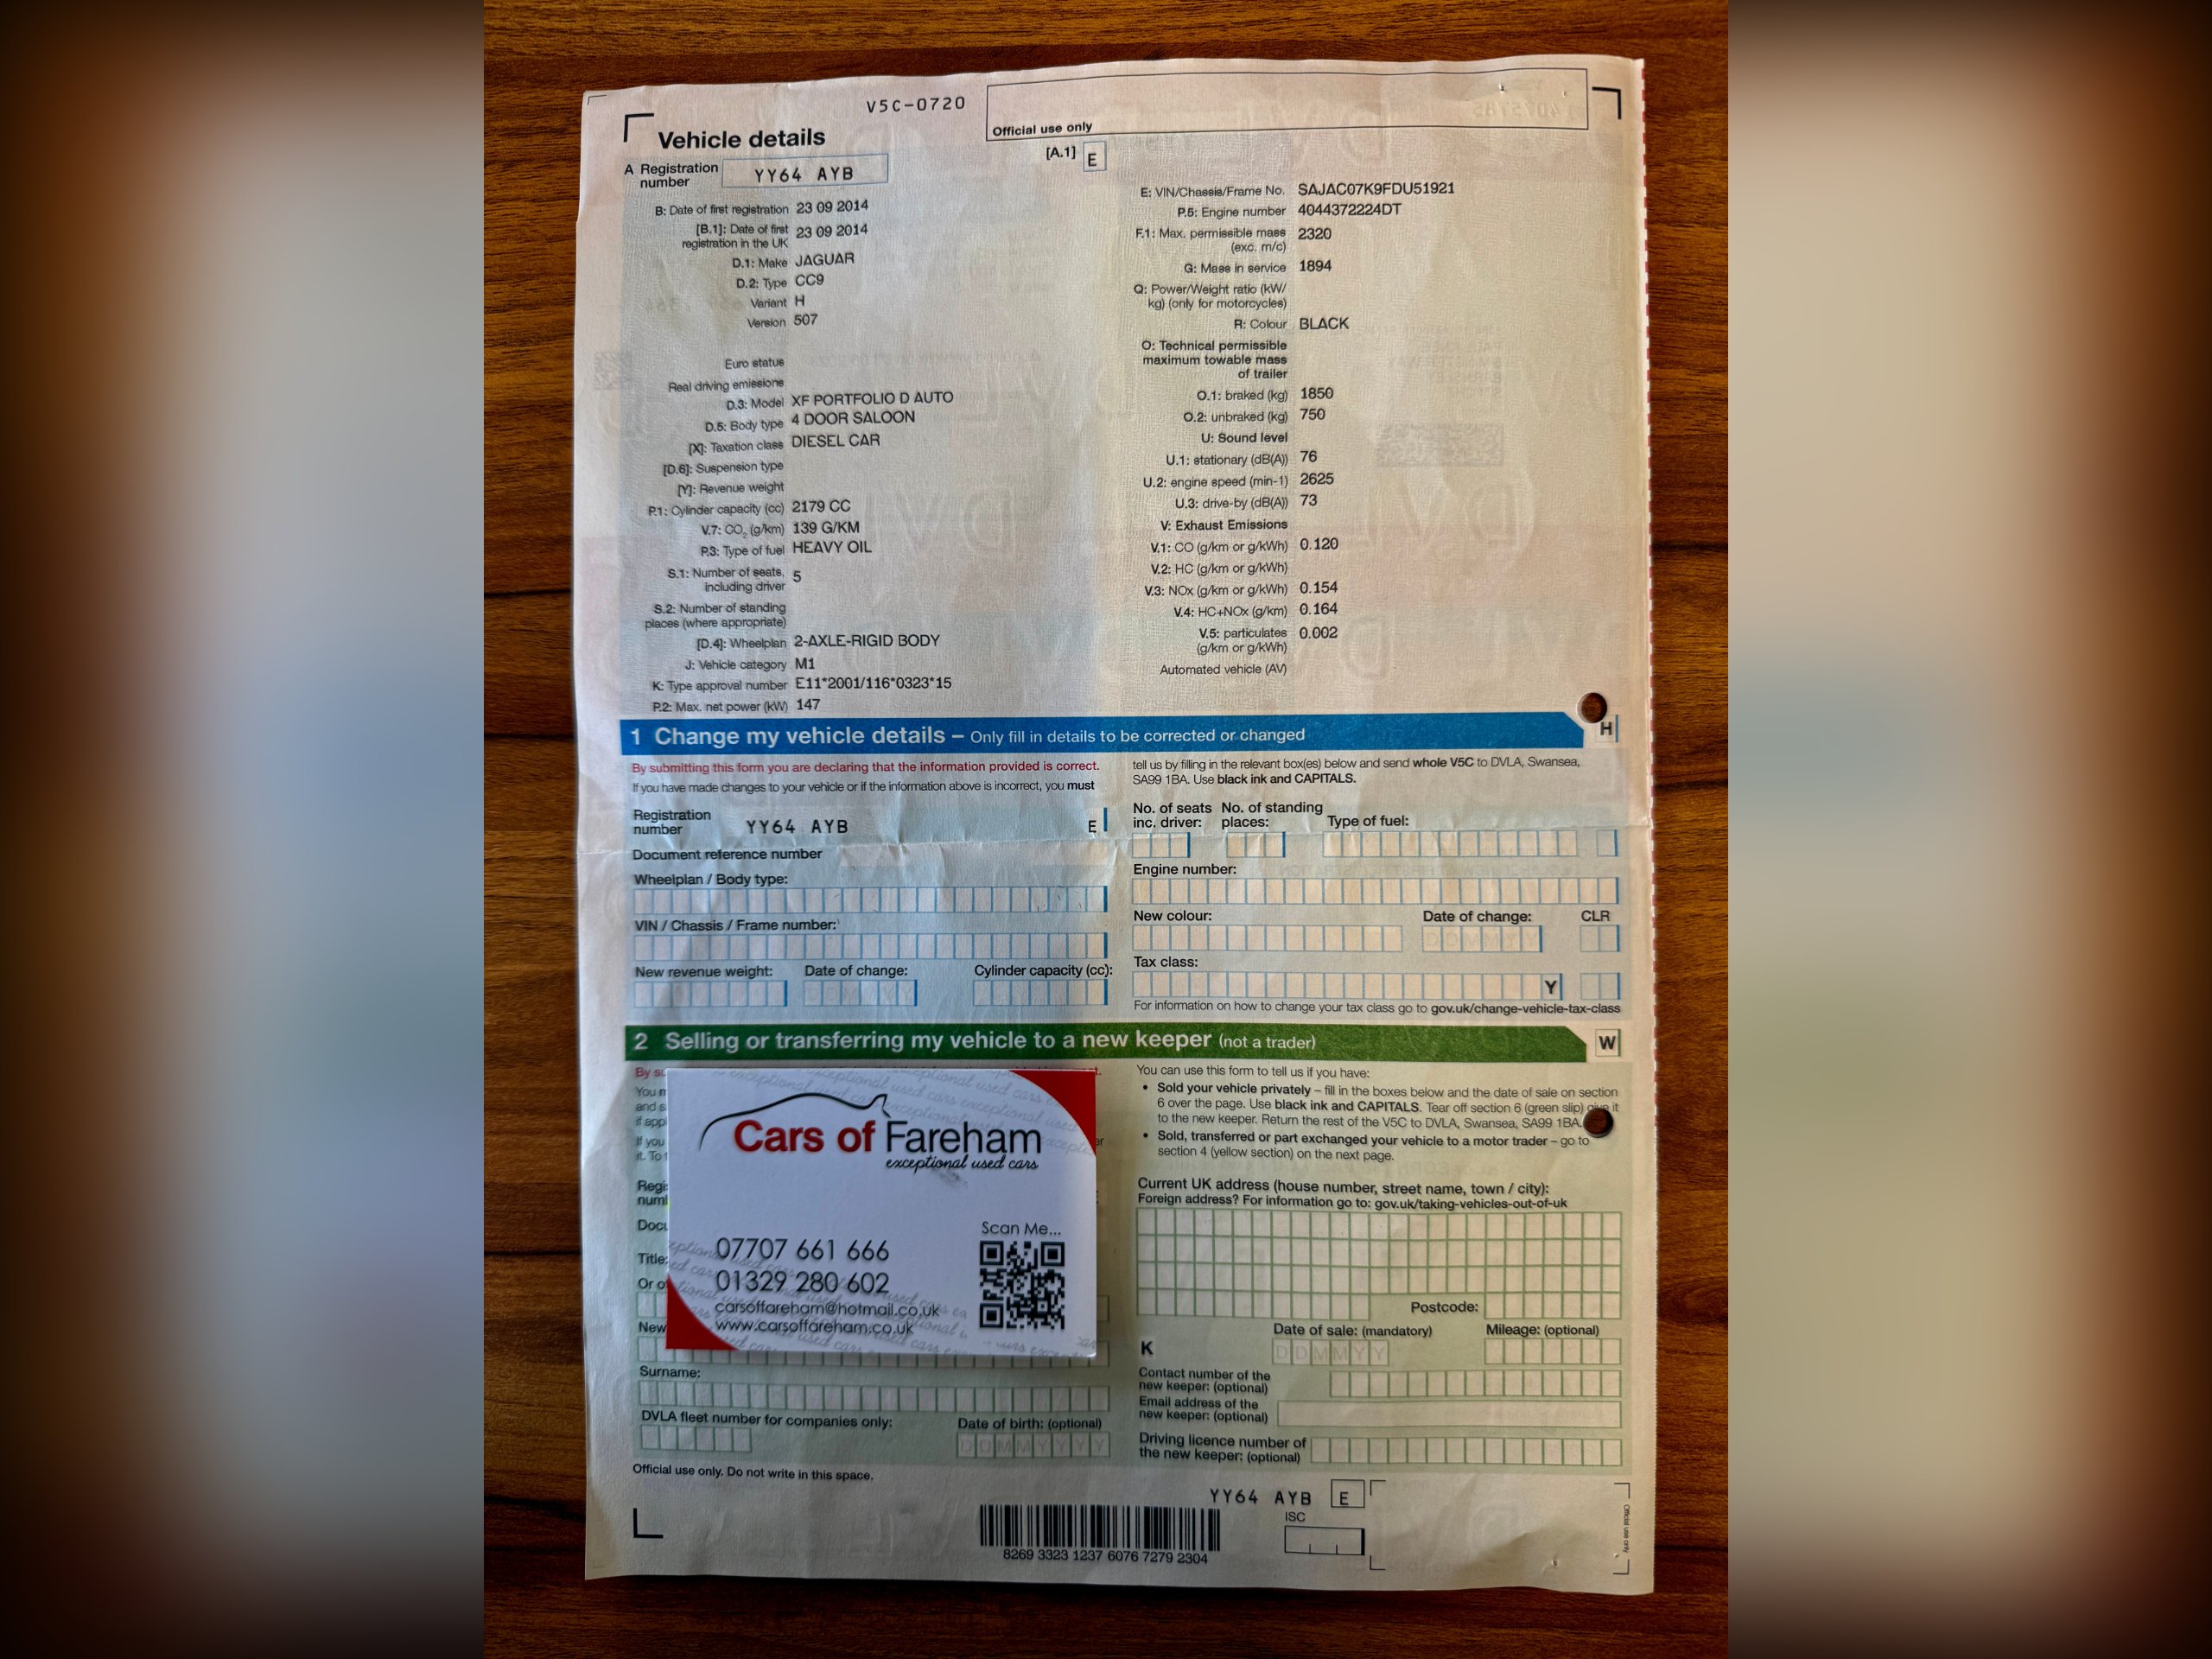 V5C-0720
Official use only
Vehicle details
[A.1] E
A Registration number YY64 AYB
B: Date of first registration 23 09 2014
[B.1]: Date of first registration in the UK 23 09 2014
D.1: Make JAGUAR
D.2: Type CC9
Variant H
Version 507
Euro status
Real driving emissions
D.3: Model XF PORTFOLIO D AUTO
D.5: Body type 4 DOOR SALOON
[X]: Taxation class DIESEL CAR
[D.6]: Suspension type
[Y]: Revenue weight
P.1: Cylinder capacity (cc) 2179 CC
V.7: CO2 (g/km) 139 G/KM
P.3: Type of fuel HEAVY OIL
S.1: Number of seats, including driver 5
S.2: Number of standing places (where appropriate)
[D.4]: Wheelplan 2-AXLE-RIGID BODY
J: Vehicle category M1
K: Type approval number E11*2001/116*0323*15
P.2: Max. net power (kW) 147
E: VIN/Chassis/Frame No. SAJAC07K9FDU51921
P.5: Engine number 4044372224DT
F.1: Max. permissible mass (exc. m/c) 2320
G: Mass in service 1894
Q: Power/Weight ratio (kW/kg) (only for motorcycles)
R: Colour BLACK
O: Technical permissible maximum towable mass of trailer
O.1: braked (kg) 1850
O.2: unbraked (kg) 750
U: Sound level
U.1: stationary (dB(A)) 76
U.2: engine speed (min-1) 2625
U.3: drive-by (dB(A)) 73
V: Exhaust Emissions
V.1: CO (g/km or g/kWh) 0.120
V.2: HC (g/km or g/kWh)
V.3: NOx (g/km or g/kWh) 0.154
V.4: HC+NOx (g/km) 0.164
V.5: particulates (g/km or g/kWh) 0.002
Automated vehicle (AV)
1 Change my vehicle details – Only fill in details to be corrected or changed
H
By submitting this form you are declaring that the information provided is correct.
If you have made changes to your vehicle or if the information above is incorrect, you must
tell us by filling in the relevant box(es) below and send whole V5C to DVLA, Swansea,
SA99 1BA. Use black ink and CAPITALS.
Registration number YY64 AYB E
Document reference number
Wheelplan / Body type:
VIN / Chassis / Frame number:
New revenue weight: Date of change: Cylinder capacity (cc):
No. of seats inc. driver: No. of standing places: Type of fuel:
Engine number:
New colour: Date of change: CLR
DDMMYY
Tax class:
Y
For information on how to change your tax class go to gov.uk/change-vehicle-tax-class
2 Selling or transferring my vehicle to a new keeper (not a trader)
W
By
Cars of Fareham
exceptional used cars
Scan Me...
07707 661 666
01329 280 602
carsoffareham@hotmail.co.uk
www.carsoffareham.co.uk
Title:
New
Surname:
DVLA fleet number for companies only: Date of birth: (optional)
DDMMYYYY
You can use this form to tell us if you have:
• Sold your vehicle privately – fill in the boxes below and the date of sale on section
6 over the page. Use black ink and CAPITALS. Tear off section 6 (green slip) give it
to the new keeper. Return the rest of the V5C to DVLA, Swansea, SA99 1BA.
• Sold, transferred or part exchanged your vehicle to a motor trader – go to
section 4 (yellow section) on the next page.
Current UK address (house number, street name, town / city):
Foreign address? For information go to: gov.uk/taking-vehicles-out-of-uk
Postcode:
Date of sale: (mandatory) Mileage: (optional)
K DDMMYY
Contact number of the new keeper: (optional)
Email address of the new keeper: (optional)
Driving licence number of the new keeper: (optional)
Official use only. Do not write in this space.
YY64 AYB E
ISC
8269 3323 1237 6076 7279 2304
Official use only